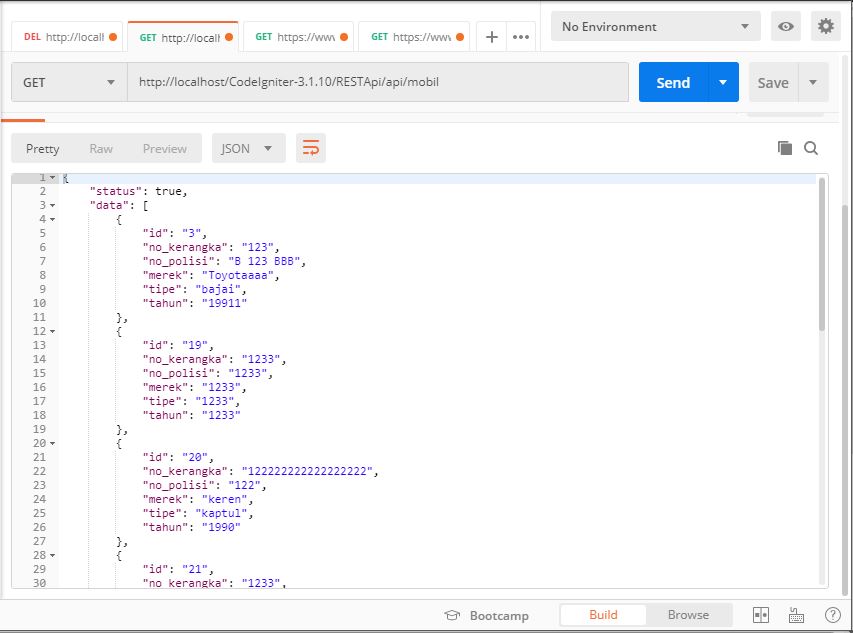 DEL http://locall
GET http://locall
GET https://www
GET https://www
No Environment
GET
http://localhost/CodeIgniter-3.1.10/RESTApi/api/mobil
Send
Save
Pretty
Raw
Preview
JSON
1 {
2 "status": true,
3 "data": [
4 {
5 "id": "3",
6 "no_kerangka": "123",
7 "no_polisi": "B 123 BBB",
8 "merek": "Toyotaaaa",
9 "tipe": "bajai",
10 "tahun": "19911"
11 },
12 {
13 "id": "19",
14 "no_kerangka": "1233",
15 "no_polisi": "1233",
16 "merek": "1233",
17 "tipe": "1233",
18 "tahun": "1233"
19 },
20 {
21 "id": "20",
22 "no_kerangka": "122222222222222222",
23 "no_polisi": "122",
24 "merek": "keren",
25 "tipe": "kaptul",
26 "tahun": "1990"
27 },
28 {
29 "id": "21",
30 "no_kerangka": "1233",
Bootcamp
Build
Browse